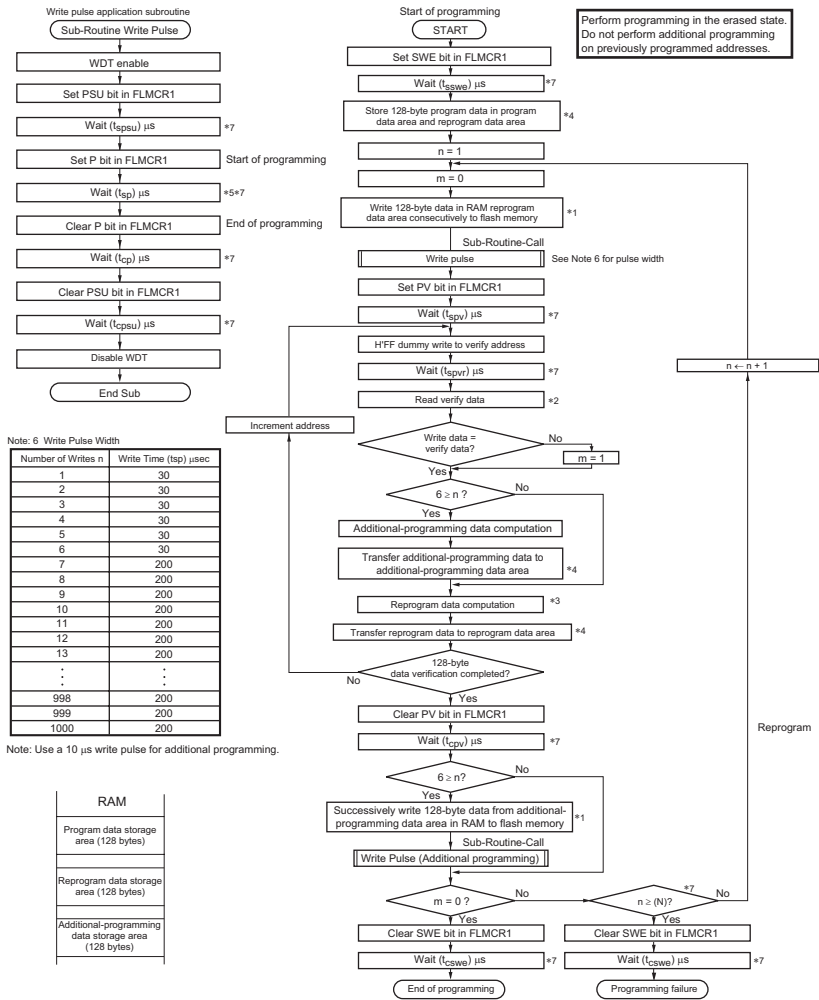 Write pulse application subroutine
Sub-Routine Write Pulse
WDT enable
Set PSU bit in FLMCR1
Wait (tspsu) μs
*7
Set P bit in FLMCR1
Start of programming
Wait (tsp) μs
*5*7
Clear P bit in FLMCR1
End of programming
Wait (tcp) μs
*7
Clear PSU bit in FLMCR1
Wait (tcpsu) μs
*7
Disable WDT
End Sub
Note: 6 Write Pulse Width
Number of Writes n Write Time (tsp) μsec
1 30
2 30
3 30
4 30
5 30
6 30
7 200
8 200
9 200
10 200
11 200
12 200
13 200
998 200
999 200
1000 200
Note: Use a 10 μs write pulse for additional programming.
RAM
Program data storage
area (128 bytes)
Reprogram data storage
area (128 bytes)
Additional-programming
data storage area
(128 bytes)
Start of programming
START
Set SWE bit in FLMCR1
Wait (tsswe) μs
*7
Store 128-byte program data in program
data area and reprogram data area
*4
n = 1
m = 0
Write 128-byte data in RAM reprogram
data area consecutively to flash memory
*1
Sub-Routine-Call
Write pulse
See Note 6 for pulse width
Set PV bit in FLMCR1
Wait (tspv) μs
*7
H'FF dummy write to verify address
Wait (tspvr) μs
*7
Read verify data
*2
Increment address
Write data =
verify data?
No
m = 1
Yes
6 ≥ n ?
No
Yes
Additional-programming data computation
Transfer additional-programming data to
additional-programming data area
*4
Reprogram data computation
*3
Transfer reprogram data to reprogram data area
*4
128-byte
data verification completed?
No
Yes
Clear PV bit in FLMCR1
Wait (tcpv) μs
*7
6 ≥ n?
No
Yes
Successively write 128-byte data from additional-
programming data area in RAM to flash memory
*1
Sub-Routine-Call
Write Pulse (Additional programming)
m = 0 ?
No
Yes
Clear SWE bit in FLMCR1
Wait (tcswe) μs
*7
End of programming
n ≥ (N)?
*7
No
Yes
Clear SWE bit in FLMCR1
Wait (tcswe) μs
*7
Programming failure
n ← n + 1
Reprogram
Perform programming in the erased state.
Do not perform additional programming
on previously programmed addresses.